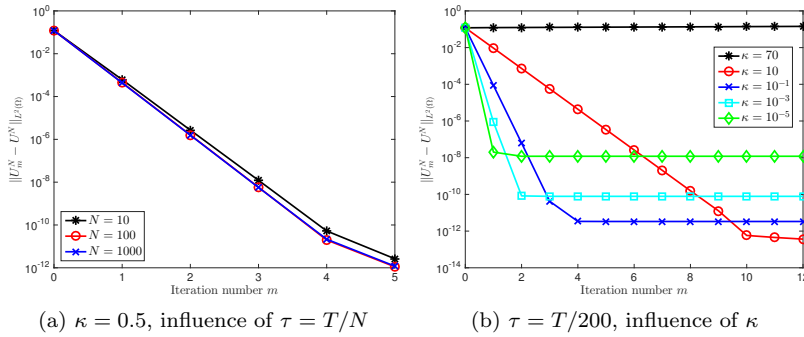 10^0
10^-2
10^-4
10^-6
10^-8
10^-10
10^-12
‖U_m^N − U^N‖_{L^2(Ω)}
N = 10
N = 100
N = 1000
0 1 2 3 4 5
Iteration number m
(a) κ = 0.5, influence of τ = T/N
10^0
10^-2
10^-4
10^-6
10^-8
10^-10
10^-12
10^-14
‖U_m^N − U^N‖_{L^2(Ω)}
κ = 70
κ = 10
κ = 10^-1
κ = 10^-3
κ = 10^-5
0 2 4 6 8 10 12
Iteration number m
(b) τ = T/200, influence of κ